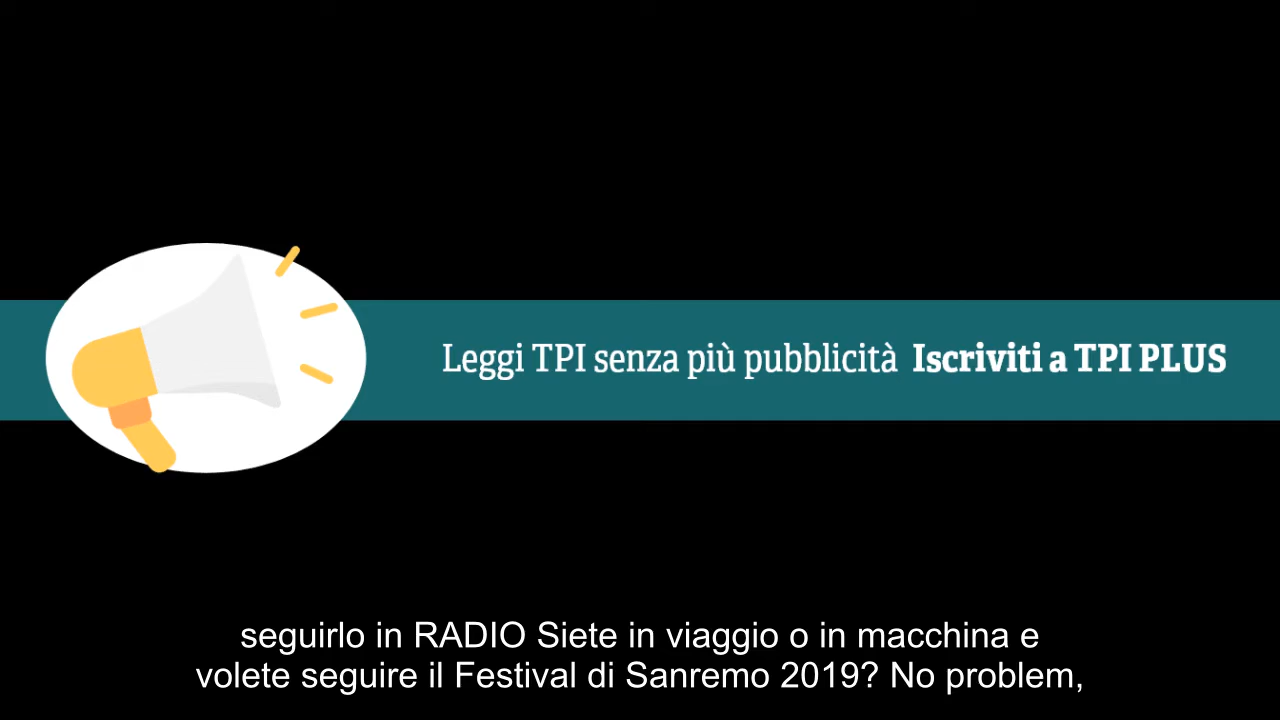 Leggi TPI senza più pubblicità Iscriviti a TPI PLUS
seguirlo in RADIO Siete in viaggio o in macchina e
volete seguire il Festival di Sanremo 2019? No problem,